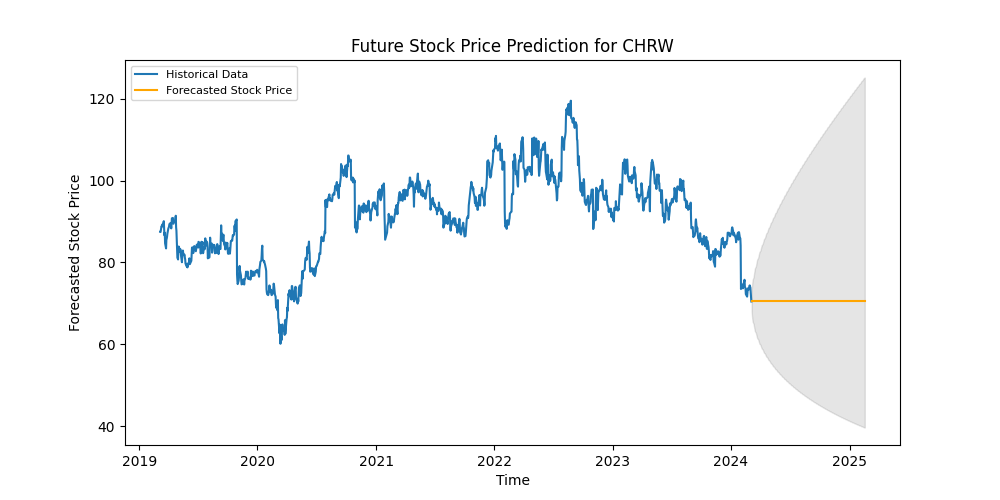 Future Stock Price Prediction for CHRW
Historical Data
Forecasted Stock Price
Forecasted Stock Price
120
100
80
60
40
2019
2020
2021
2022
2023
2024
2025
Time